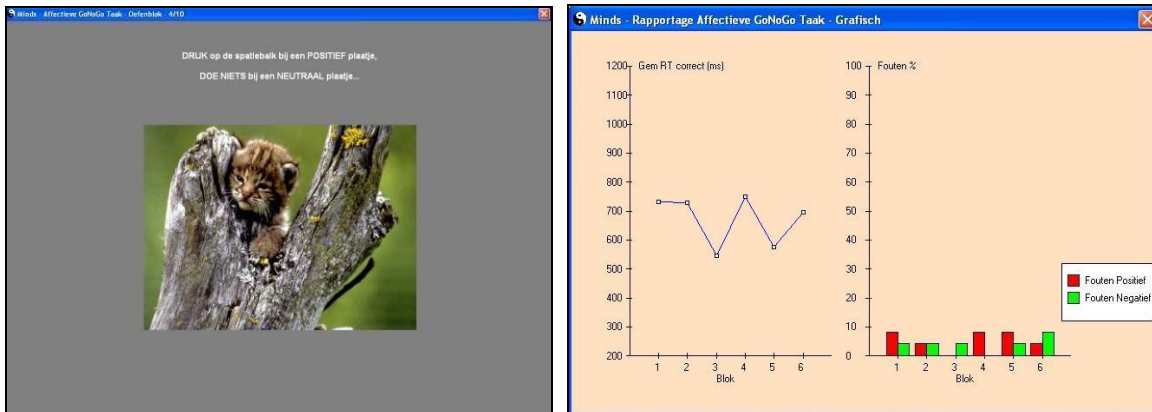 Minds - Affectieve GoNoGo Taak - Oefenblok - 4/10
DRUK op de spatiebalk bij een POSITIEF plaatje,
DOE NIETS bij een NEUTRAAL plaatje...
Minds - Rapportage Affectieve GoNoGo Taak - Grafisch
Gem RT correct (ms)
1200
1100
1000
900
800
700
600
500
400
300
200
1 2 3 4 5 6
Blok
Fouten %
100
90
80
70
60
50
40
30
20
10
0
1 2 3 4 5 6
Blok
Fouten Positief
Fouten Negatief